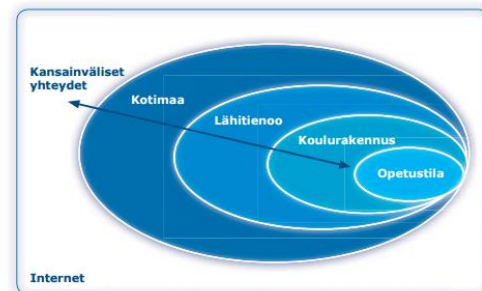 Kansainväliset
yhteydet
Kotimaa
Lähitienoo
Koulurakennus
Opetustila
Internet